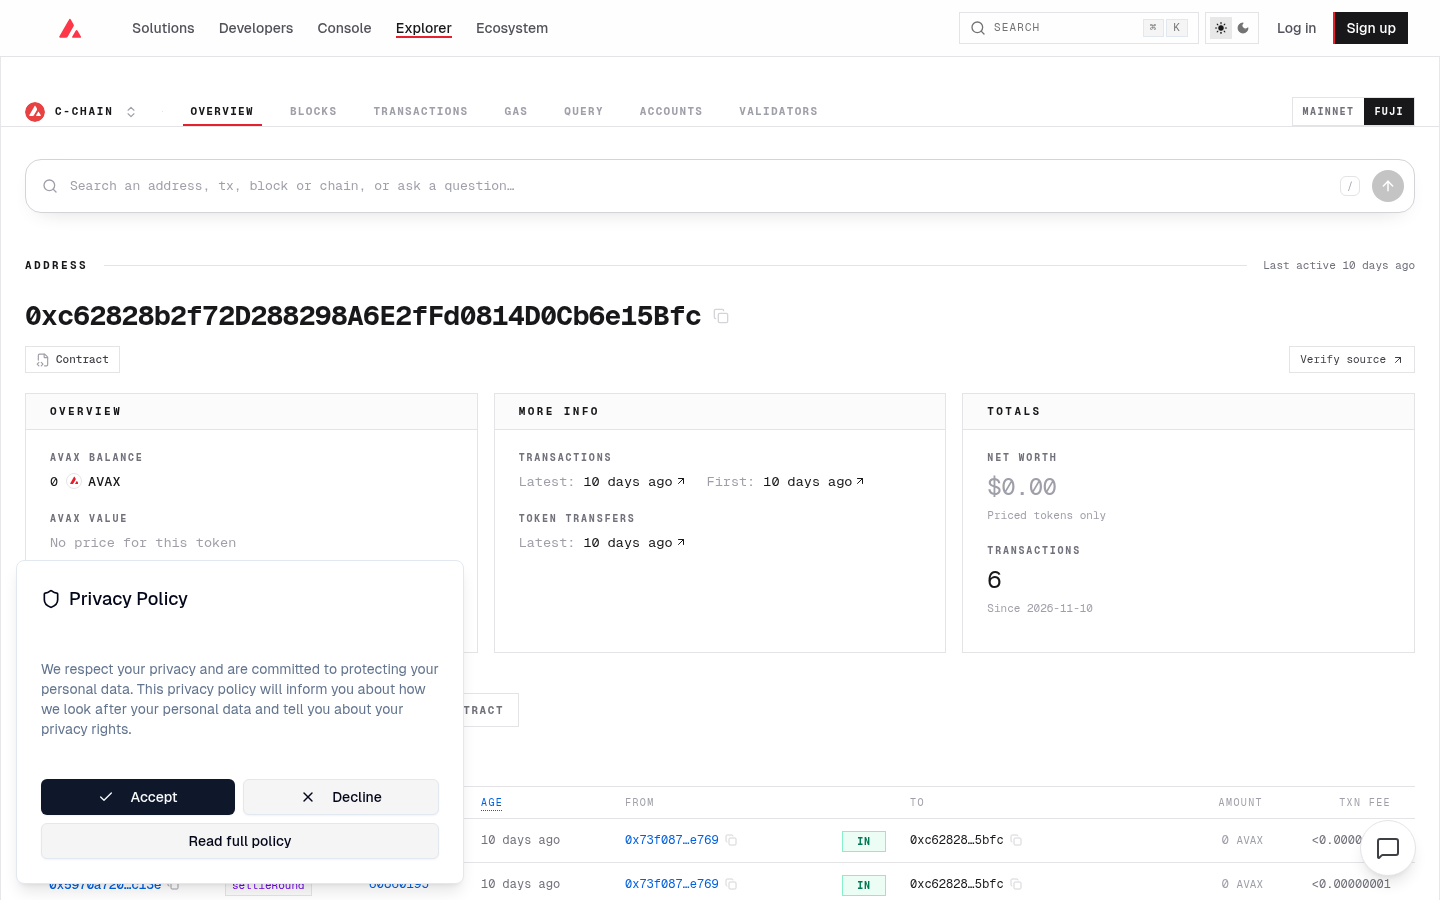 Solutions Developers Console Explorer Ecosystem SEARCH ⌘ K Log in Sign up
C-CHAIN OVERVIEW BLOCKS TRANSACTIONS GAS QUERY ACCOUNTS VALIDATORS MAINNET FUJI
Search an address, tx, block or chain, or ask a question… /
ADDRESS Last active 10 days ago
0xc62828b2f72D288298A6E2fFd0814D0Cb6e15Bfc
Contract Verify source
OVERVIEW
AVAX BALANCE
0 AVAX
AVAX VALUE
No price for this token
MORE INFO
TRANSACTIONS
Latest: 10 days ago First: 10 days ago
TOKEN TRANSFERS
Latest: 10 days ago
TOTALS
NET WORTH
$0.00
Priced tokens only
TRANSACTIONS
6
Since 2026-11-10
Privacy Policy
We respect your privacy and are committed to protecting your
personal data. This privacy policy will inform you about how
we look after your personal data and tell you about your
privacy rights.
Accept Decline
Read full policy
TRACT
AGE FROM TO AMOUNT TXN FEE
10 days ago 0x73f087…e769 IN 0xc62828…5bfc 0 AVAX <0.0000
10 days ago 0x73f087…e769 IN 0xc62828…5bfc 0 AVAX <0.00000001